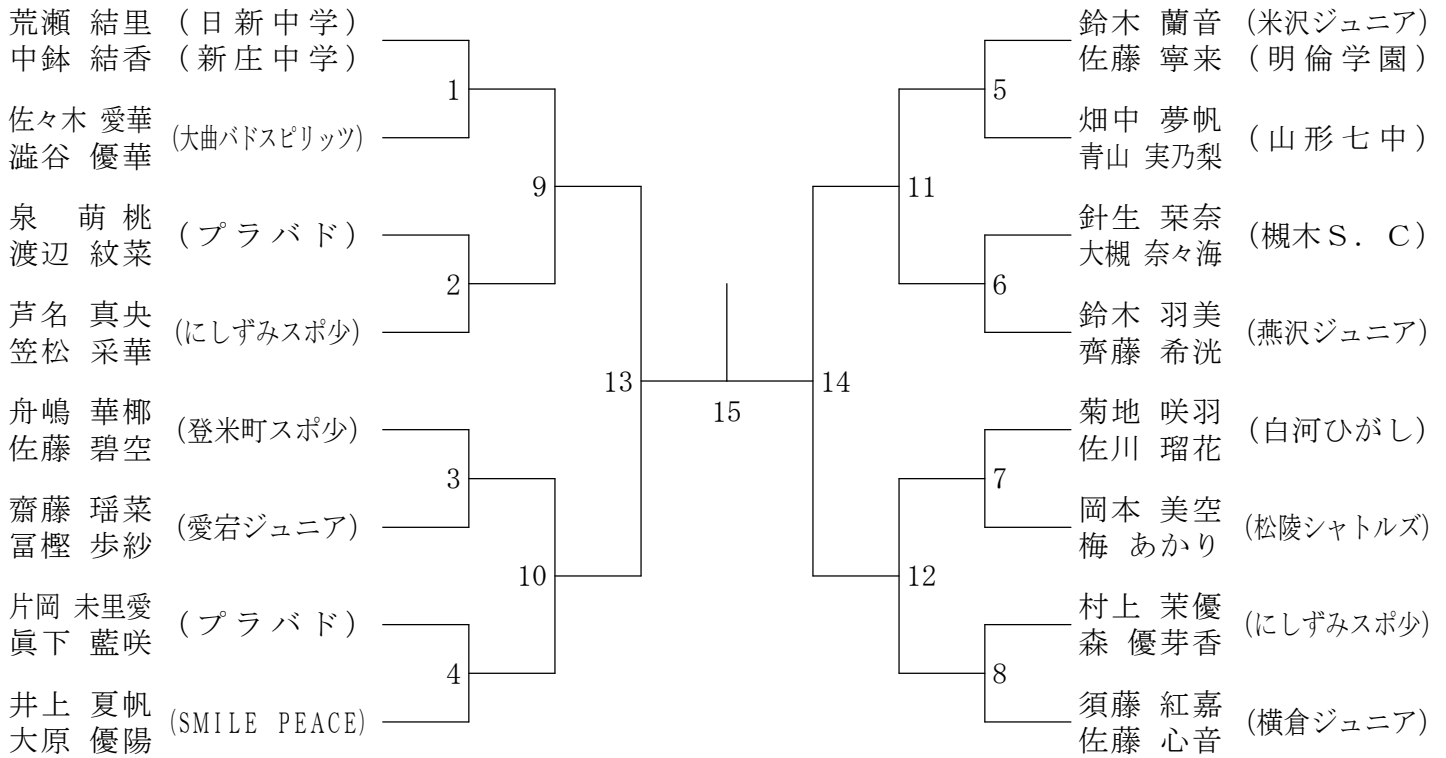 荒瀬 結里 (日新中学)
中鉢 結香 (新庄中学)
1
佐々木 愛華
澁谷 優華
(大曲バドスピリッツ)
9
泉 萌桃
渡辺 紋菜
(プラバド)
2
芦名 真央
笠松 采華
(にしずみスポ少)
13
舟嶋 華椰
佐藤 碧空
(登米町スポ少)
3
齋藤 瑶菜
冨樫 歩紗
(愛宕ジュニア)
10
片岡 未里愛
眞下 藍咲
(プラバド)
4
井上 夏帆
大原 優陽
(SMILE PEACE)
15
鈴木 蘭音 (米沢ジュニア)
佐藤 寧来 (明倫学園)
5
畑中 夢帆
青山 実乃梨
(山形七中)
11
針生 栞奈
大槻 奈々海
(槻木S．C)
6
鈴木 羽美
齊藤 希洸
(燕沢ジュニア)
14
菊地 咲羽
佐川 瑠花
(白河ひがし)
7
岡本 美空
梅 あかり
(松陵シャトルズ)
12
村上 茉優
森 優芽香
(にしずみスポ少)
8
須藤 紅嘉
佐藤 心音
(横倉ジュニア)